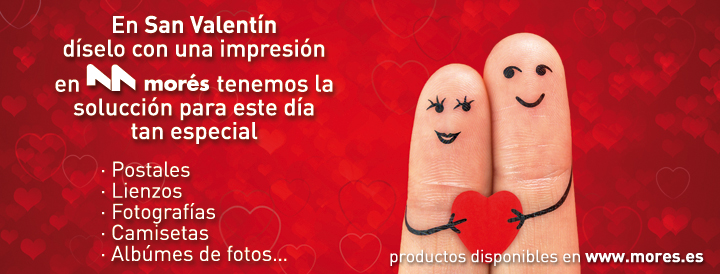 En San Valentín
díselo con una impresión
en morés tenemos la
solucción para este día
tan especial
· Postales
· Lienzos
· Fotografías
· Camisetas
· Albúmes de fotos...
productos disponibles en www.mores.es